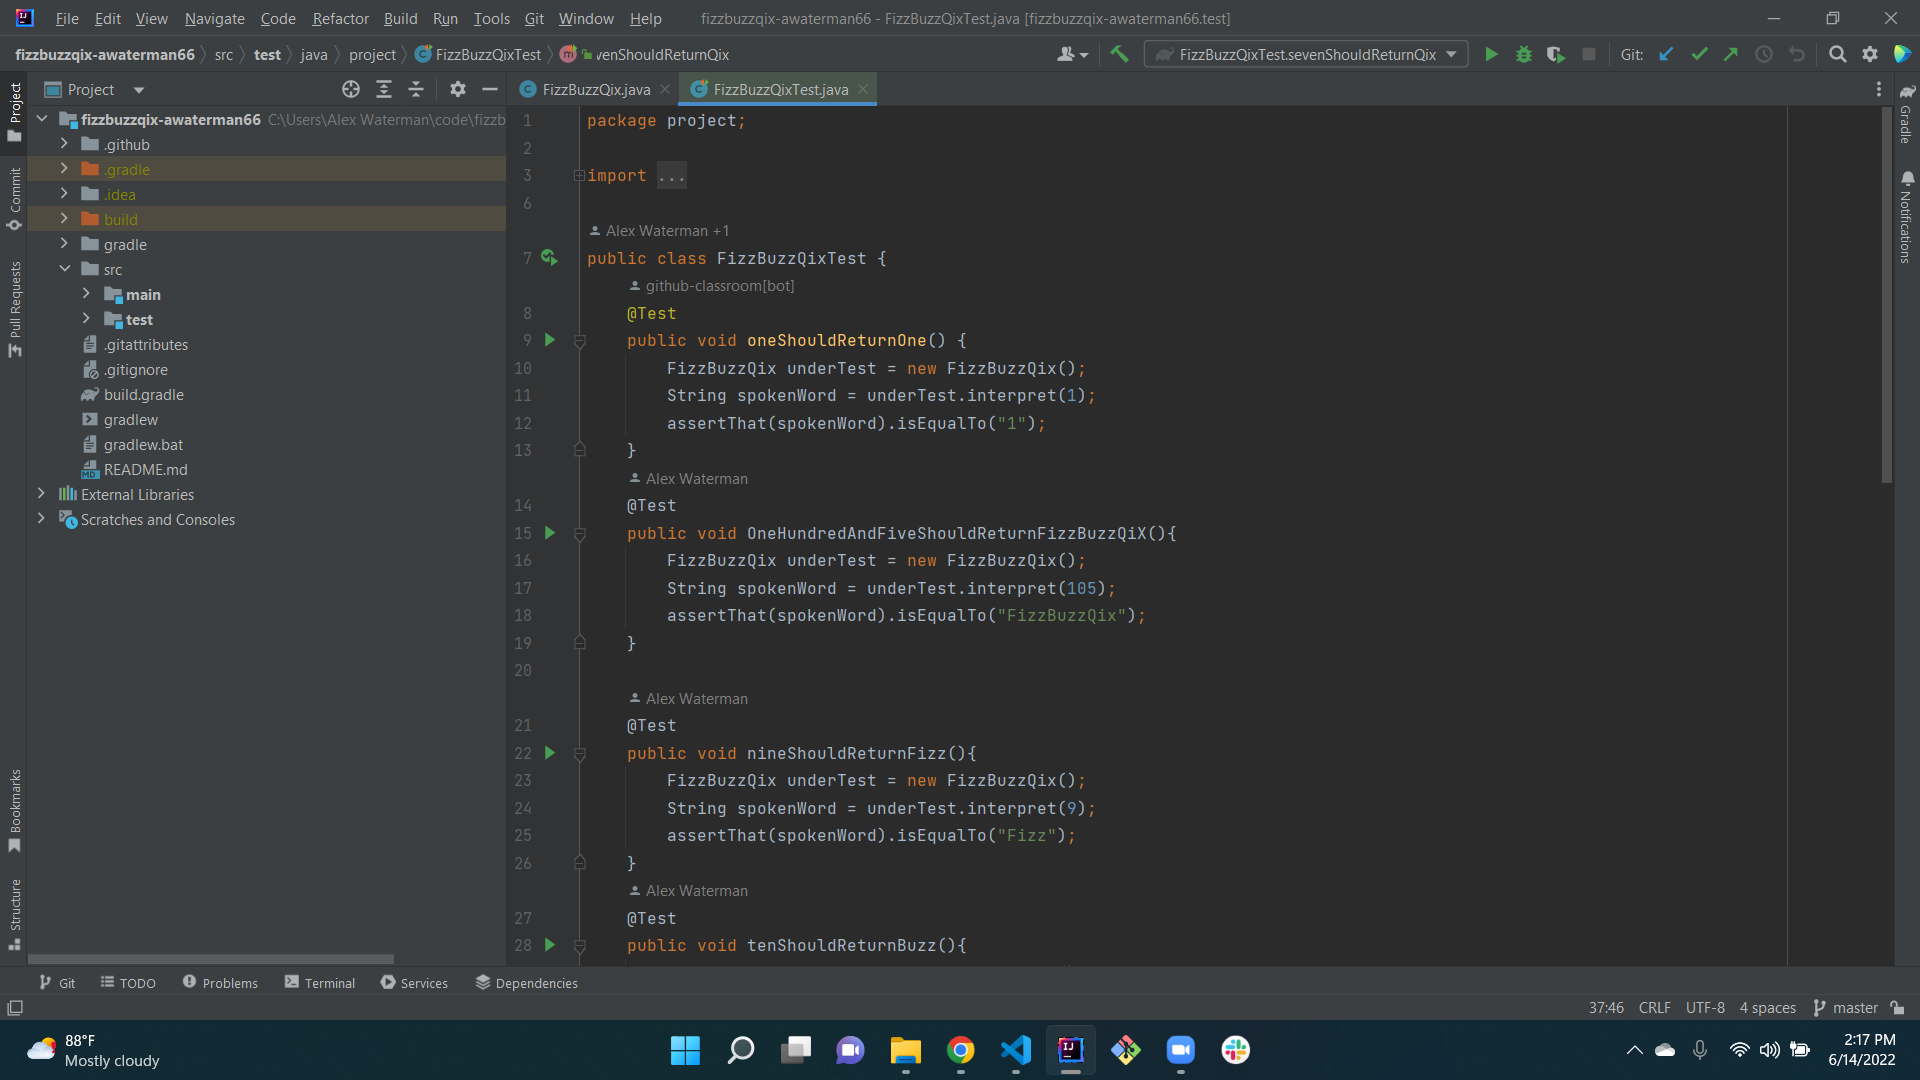 File Edit View Navigate Code Refactor Build Run Tools Git Window Help fizzbuzzqix-awaterman66 - FizzBuzzQixTest.java [fizzbuzzqix-awaterman66.test]
fizzbuzzqix-awaterman66 src test java project FizzBuzzQixTest venShouldReturnQix FizzBuzzQixTest.sevenShouldReturnQix Git:
Project FizzBuzzQix.java FizzBuzzQixTest.java
Project
Commit
Pull Requests
Bookmarks
Structure
fizzbuzzqix-awaterman66 C:\Users\Alex Waterman\code\fizzb
.github
.gradle
.idea
build
gradle
src
main
test
.gitattributes
.gitignore
build.gradle
gradlew
gradlew.bat
README.md
External Libraries
Scratches and Consoles
1 package project;
2
3 import ...
6
Alex Waterman +1
7 public class FizzBuzzQixTest {
github-classroom[bot]
8 @Test
9 public void oneShouldReturnOne() {
10 FizzBuzzQix underTest = new FizzBuzzQix();
11 String spokenWord = underTest.interpret(1);
12 assertThat(spokenWord).isEqualTo("1");
13 }
Alex Waterman
14 @Test
15 public void OneHundredAndFiveShouldReturnFizzBuzzQiX(){
16 FizzBuzzQix underTest = new FizzBuzzQix();
17 String spokenWord = underTest.interpret(105);
18 assertThat(spokenWord).isEqualTo("FizzBuzzQix");
19 }
20
Alex Waterman
21 @Test
22 public void nineShouldReturnFizz(){
23 FizzBuzzQix underTest = new FizzBuzzQix();
24 String spokenWord = underTest.interpret(9);
25 assertThat(spokenWord).isEqualTo("Fizz");
26 }
Alex Waterman
27 @Test
28 public void tenShouldReturnBuzz(){
Gradle
Notifications
Git TODO Problems Terminal Services Dependencies
37:46 CRLF UTF-8 4 spaces master
88°F
Mostly cloudy
2:17 PM
6/14/2022